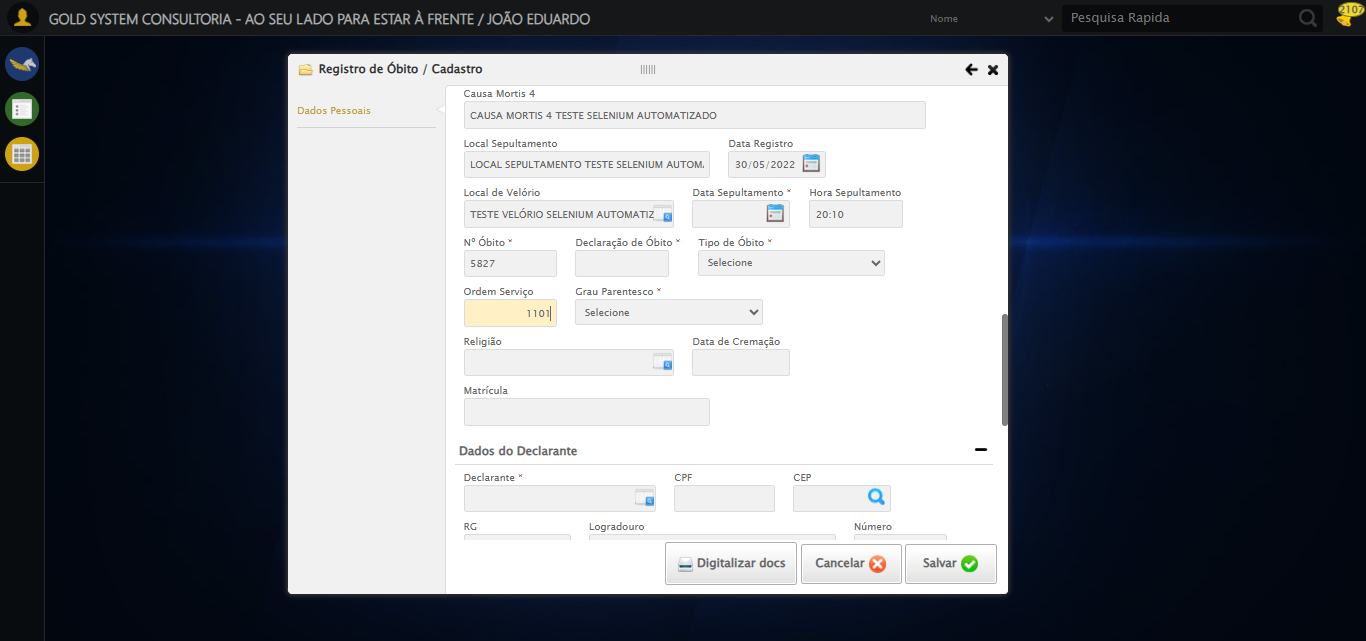 GOLD SYSTEM CONSULTORIA - AO SEU LADO PARA ESTAR À FRENTE / JOÃO EDUARDO
Nome
Pesquisa Rapida
2107
Registro de Óbito / Cadastro
Dados Pessoais
Causa Mortis 4
CAUSA MORTIS 4 TESTE SELENIUM AUTOMATIZADO
Local Sepultamento Data Registro
LOCAL SEPULTAMENTO TESTE SELENIUM AUTOM 30/05/2022
Local de Velório Data Sepultamento * Hora Sepultamento
TESTE VELÓRIO SELENIUM AUTOMATIZ 20:10
Nº Óbito * Declaração de Óbito * Tipo de Óbito *
5827 Selecione
Ordem Serviço Grau Parentesco *
1101 Selecione
Religião Data de Cremação
Matrícula
Dados do Declarante
Declarante * CPF CEP
RG Logradouro Número
Digitalizar docs Cancelar Salvar